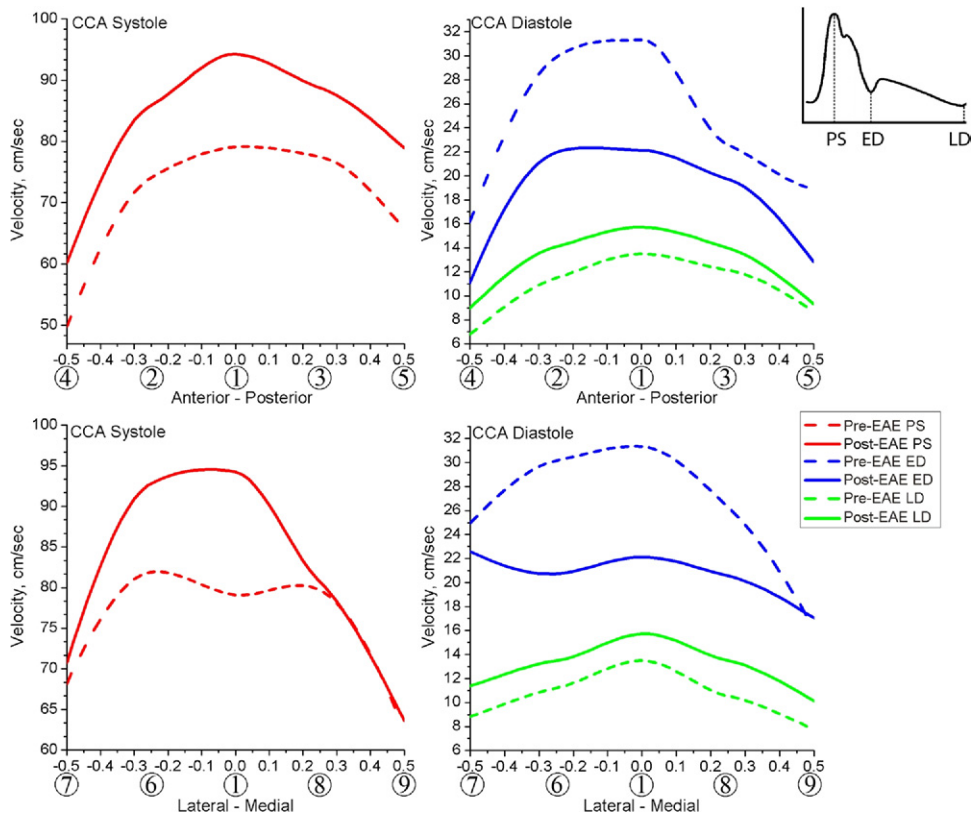 CCA Systole
100
90
80
70
60
50
Velocity, cm/sec
-0.5 -0.4 -0.3 -0.2 -0.1 0.0 0.1 0.2 0.3 0.4 0.5
④ ② ① ③ ⑤
Anterior - Posterior
CCA Diastole
32
30
28
26
24
22
20
18
16
14
12
10
8
6
Velocity, cm/sec
-0.5 -0.4 -0.3 -0.2 -0.1 0.0 0.1 0.2 0.3 0.4 0.5
④ ② ① ③ ⑤
Anterior - Posterior
PS ED LD
CCA Systole
100
95
90
85
80
75
70
65
60
Velocity, cm/sec
-0.5 -0.4 -0.3 -0.2 -0.1 0.0 0.1 0.2 0.3 0.4 0.5
⑦ ⑥ ① ⑧ ⑨
Lateral - Medial
CCA Diastole
32
30
28
26
24
22
20
18
16
14
12
10
8
6
Velocity, cm/sec
-0.5 -0.4 -0.3 -0.2 -0.1 0.0 0.1 0.2 0.3 0.4 0.5
⑦ ⑥ ① ⑧ ⑨
Lateral - Medial
Pre-EAE PS
Post-EAE PS
Pre-EAE ED
Post-EAE ED
Pre-EAE LD
Post-EAE LD